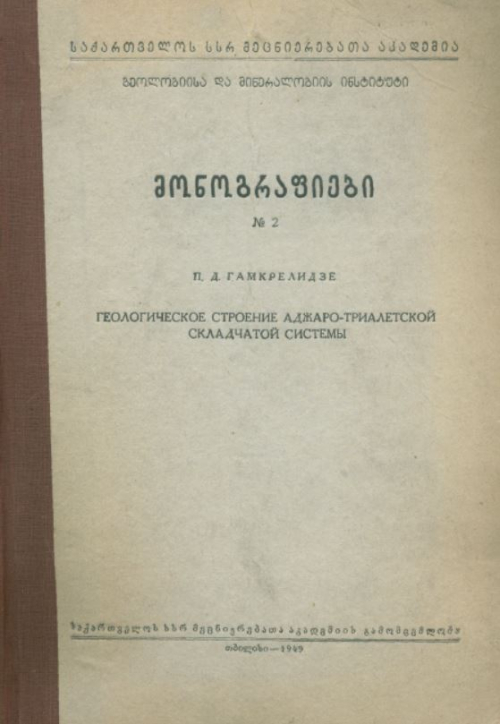 საქართველოს სსრ მეცნიერებათა აკადემია
გეოლოგიისა და მინერალოგიის ინსტიტუტი
მონოგრაფიები
№ 2
П. Д. ГАМКРЕЛИДЗЕ
ГЕОЛОГИЧЕСКОЕ СТРОЕНИЕ АДЖАРО-ТРИАЛЕТСКОЙ
СКЛАДЧАТОЙ СИСТЕМЫ
საქართველოს სსრ მეცნიერებათა აკადემიის გამომცემლობა
თბილისი—1949